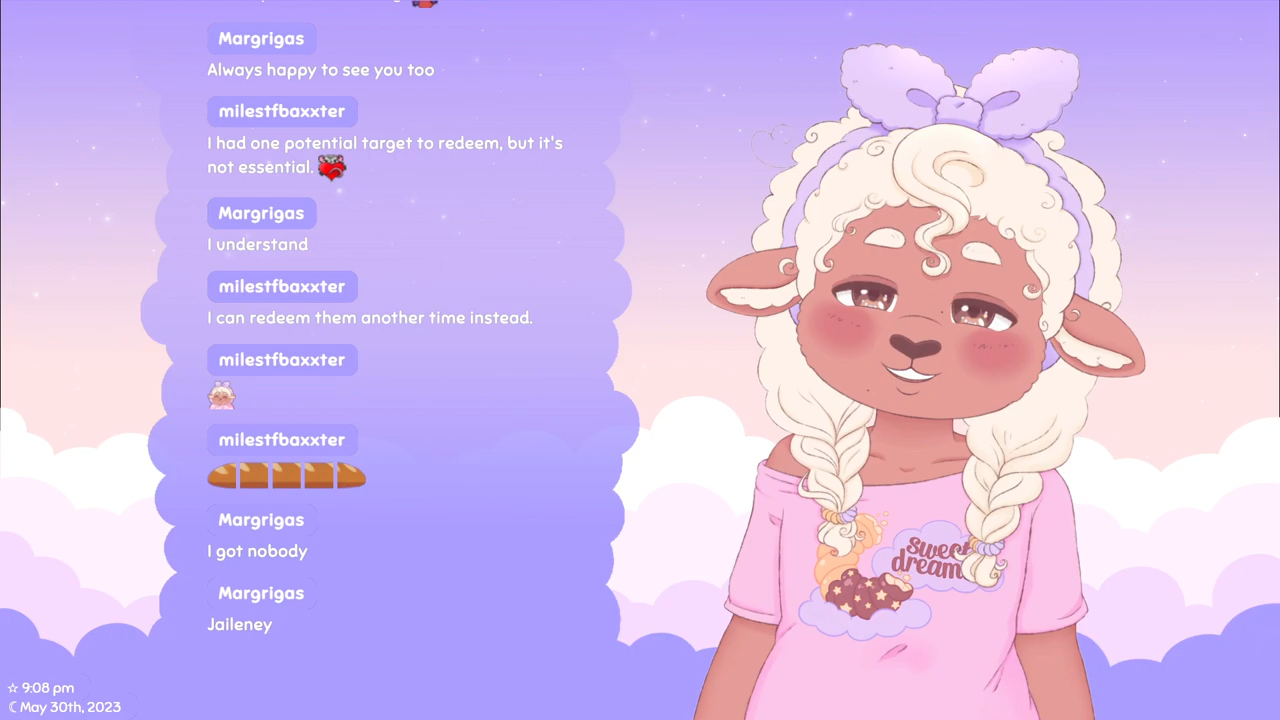 Margrigas
Always happy to see you too
milestfbaxxter
I had one potential target to redeem, but it's
not essential.
Margrigas
I understand
milestfbaxxter
I can redeem them another time instead.
milestfbaxxter
milestfbaxxter
Margrigas
I got nobody
Margrigas
Jaileney
sweet
dream
☆ 9:08 pm
☾ May 30th, 2023